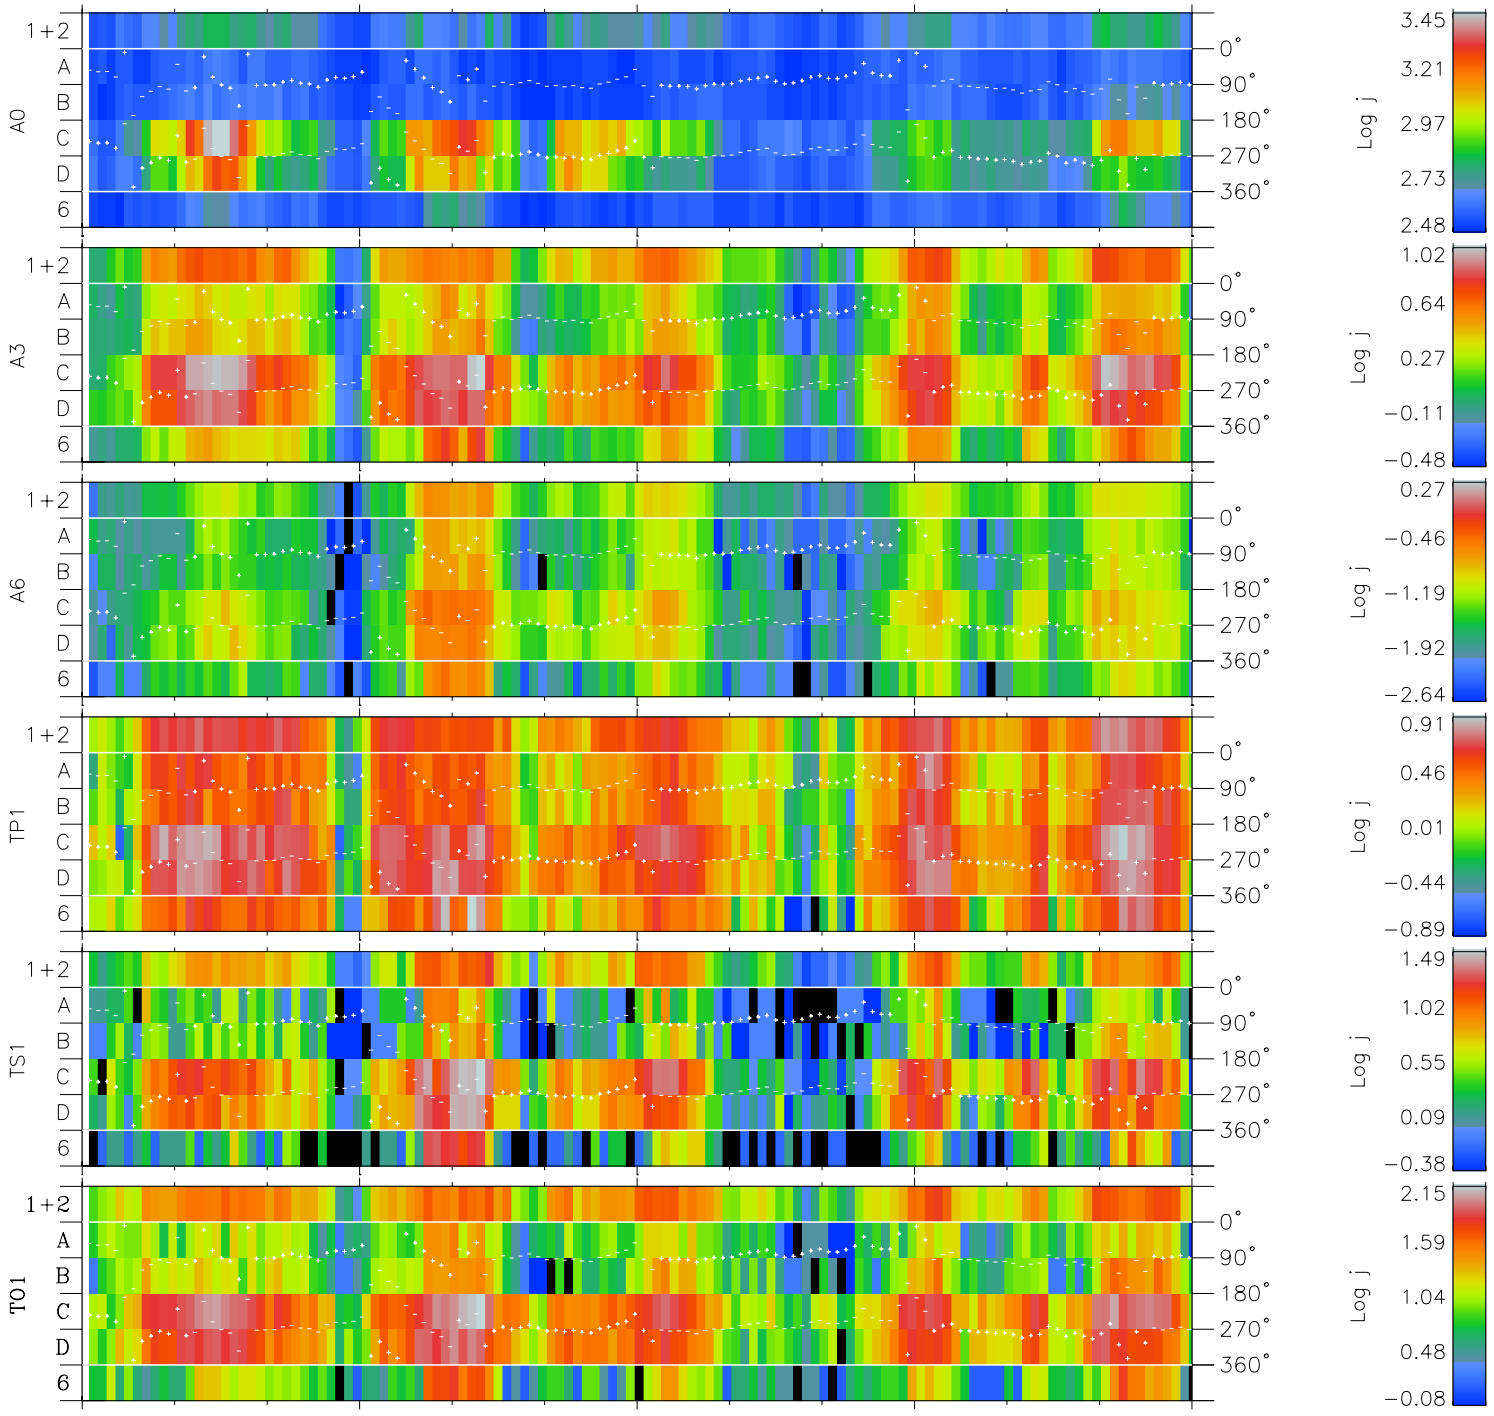 1+2
A
B
C
D
6
A0
0°
90°
180°
270°
360°
Log j
3.45
3.21
2.97
2.73
2.48
1+2
A
B
C
D
6
A3
0°
90°
180°
270°
360°
Log j
1.02
0.64
0.27
−0.11
−0.48
1+2
A
B
C
D
6
A6
0°
90°
180°
270°
360°
Log j
0.27
−0.46
−1.19
−1.92
−2.64
1+2
A
B
C
D
6
TP1
0°
90°
180°
270°
360°
Log j
0.91
0.46
0.01
−0.44
−0.89
1+2
A
B
C
D
6
TS1
0°
90°
180°
270°
360°
Log j
1.49
1.02
0.55
0.09
−0.38
1+2
A
B
C
D
6
TO1
0°
90°
180°
270°
360°
Log j
2.15
1.59
1.04
0.48
−0.08